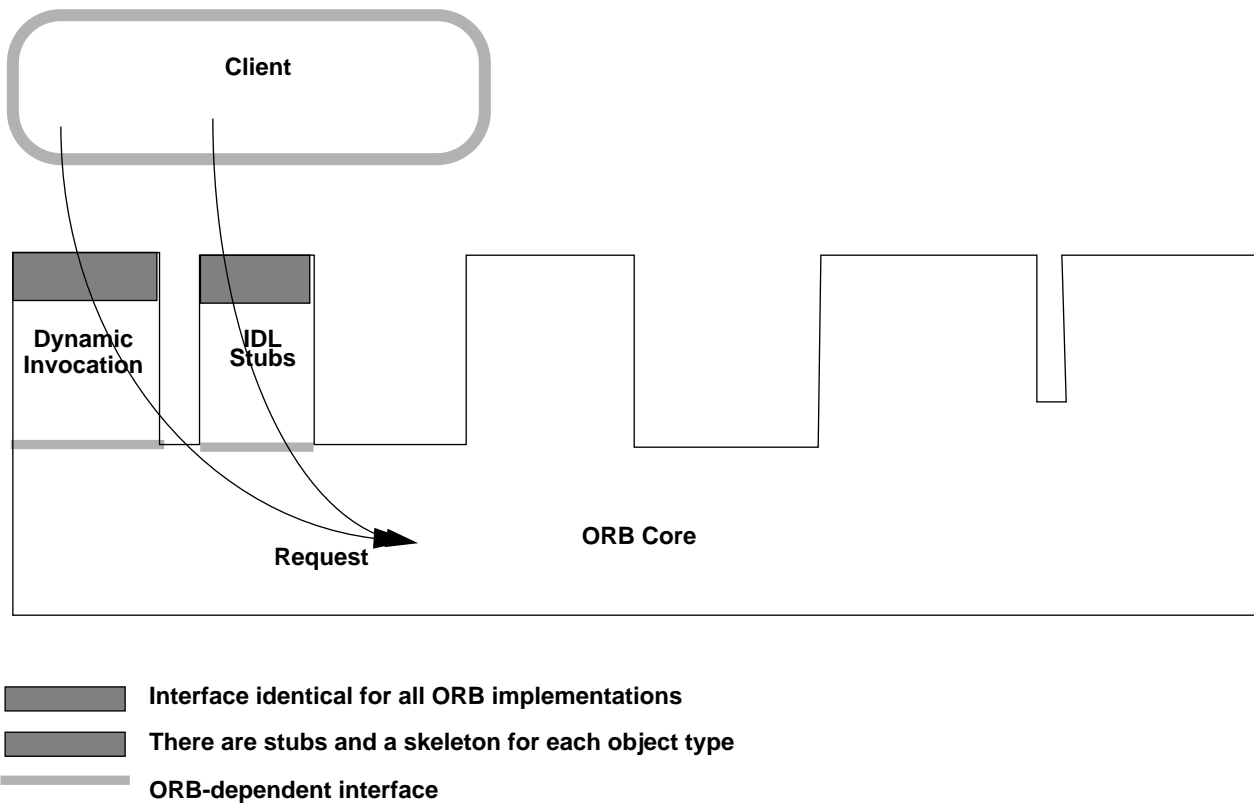 Client
Dynamic
Invocation
IDL
Stubs
ORB Core
Request
Interface identical for all ORB implementations
There are stubs and a skeleton for each object type
ORB-dependent interface